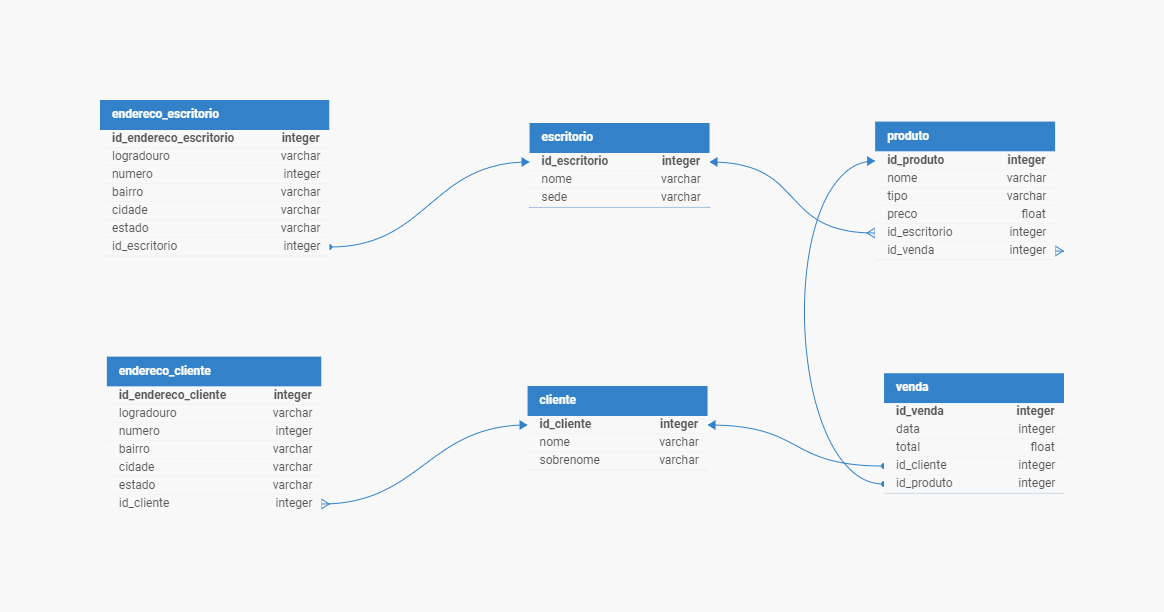 endereco_escritorio
id_endereco_escritorio integer
logradouro varchar
numero integer
bairro varchar
cidade varchar
estado varchar
id_escritorio integer
escritorio
id_escritorio integer
nome varchar
sede varchar
produto
id_produto integer
nome varchar
tipo varchar
preco float
id_escritorio integer
id_venda integer
endereco_cliente
id_endereco_cliente integer
logradouro varchar
numero integer
bairro varchar
cidade varchar
estado varchar
id_cliente integer
cliente
id_cliente integer
nome varchar
sobrenome varchar
venda
id_venda integer
data integer
total float
id_cliente integer
id_produto integer